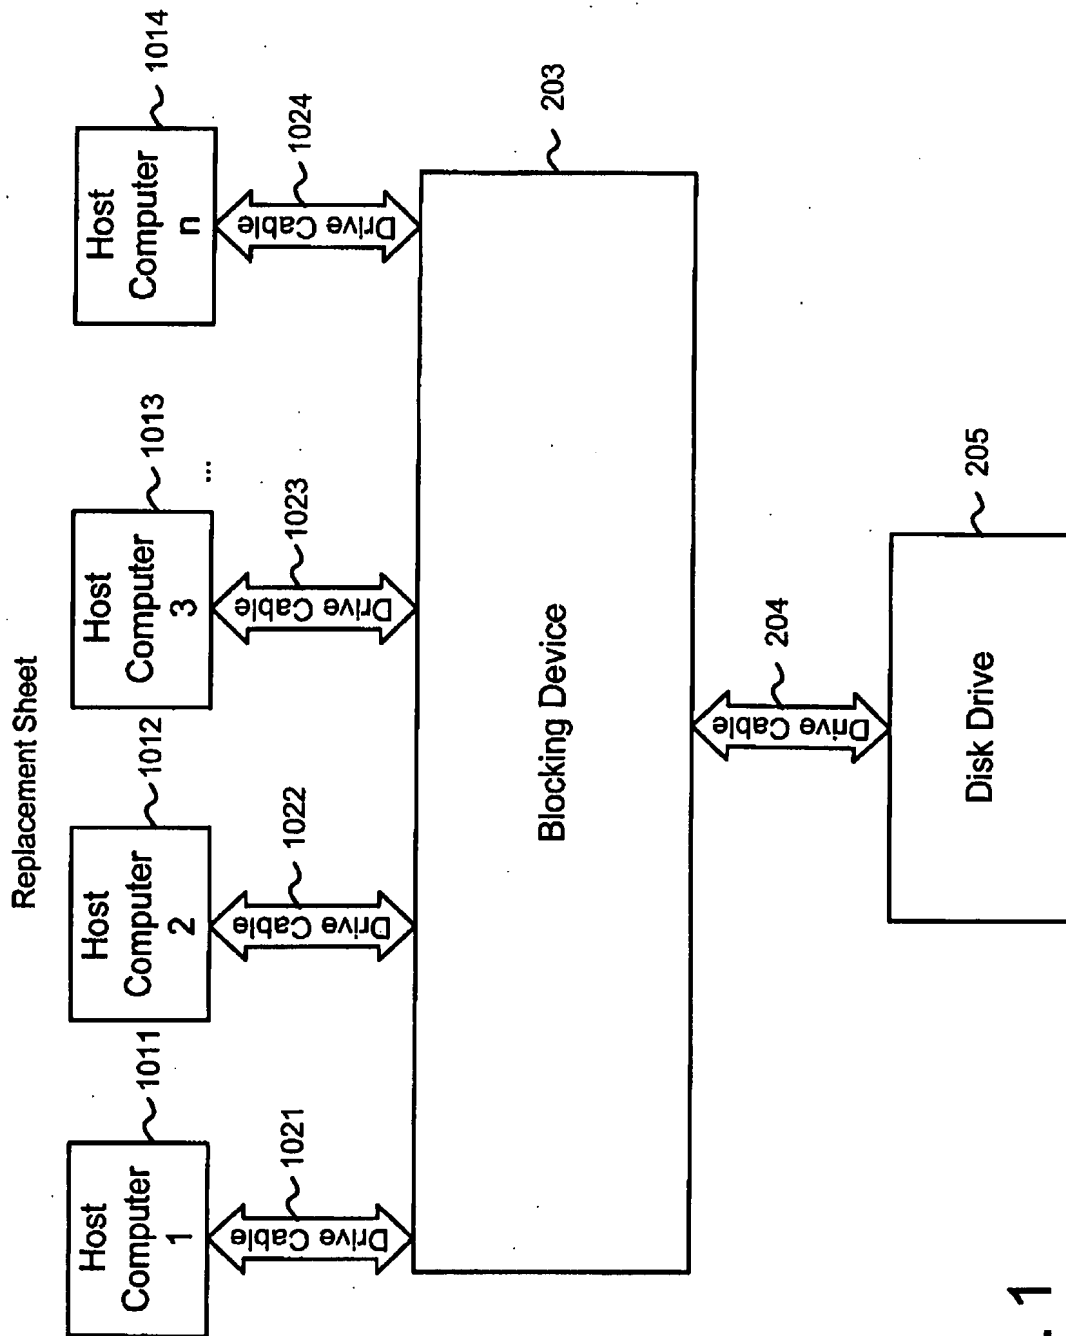 Replacement Sheet
Host
Computer
1
1011
Host
Computer
2
1012
Host
Computer
3
1013
...
Host
Computer
n
1014
Drive Cable
1021
Drive Cable
1022
Drive Cable
1023
Drive Cable
1024
Blocking Device
203
Drive Cable
204
Disk Drive
205
. 1